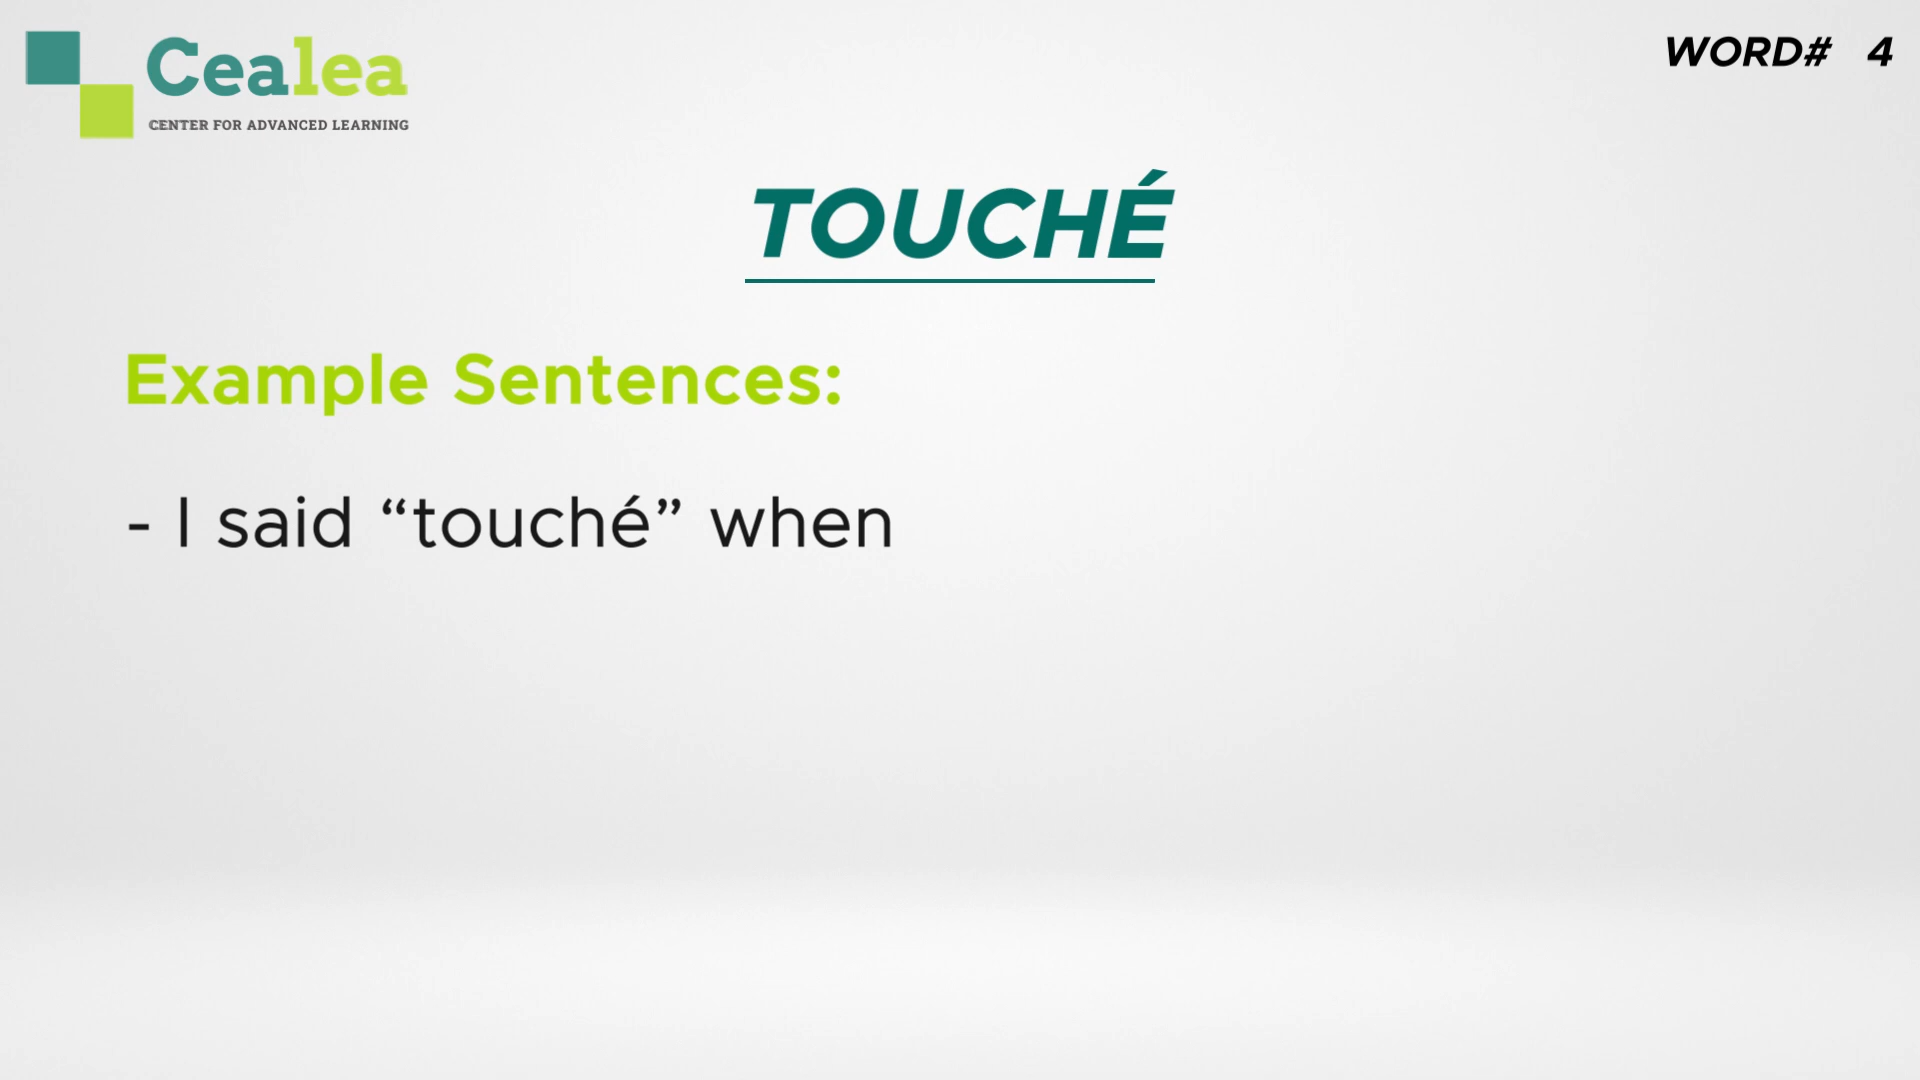 Cealea
CENTER FOR ADVANCED LEARNING
WORD# 4
TOUCHÉ
Example Sentences:
- I said “touché” when